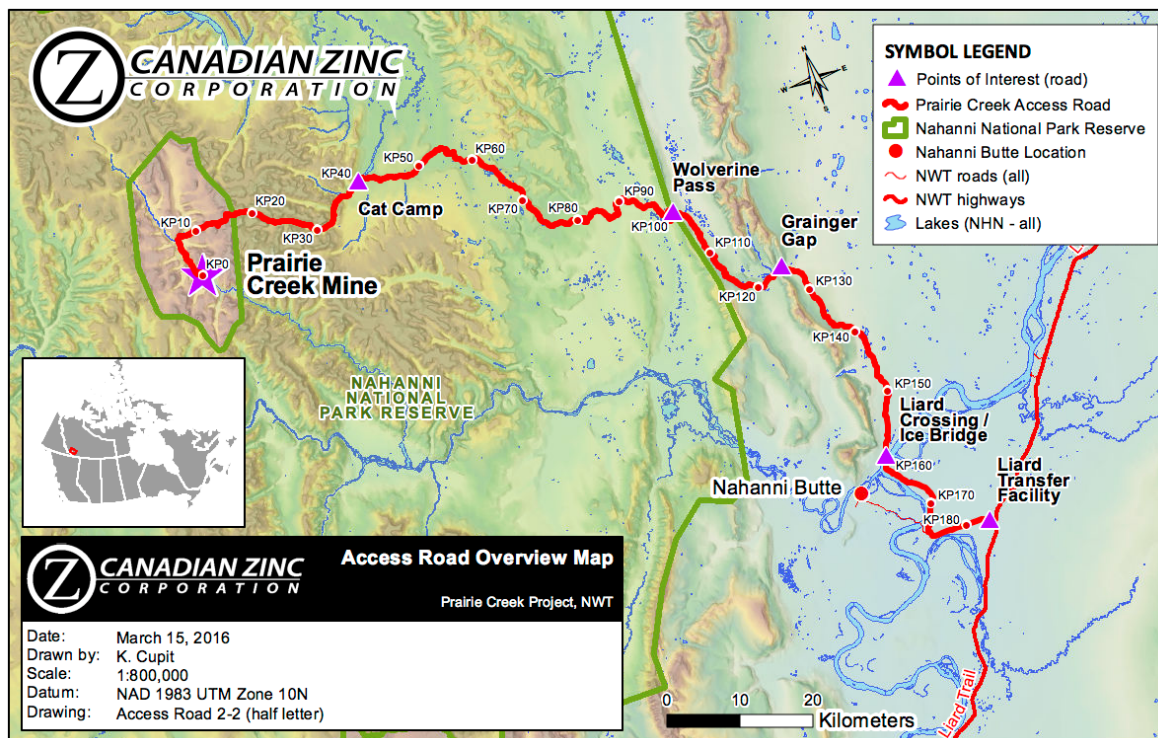 Z
CANADIAN ZINC
CORPORATION
SYMBOL LEGEND
Points of Interest (road)
Prairie Creek Access Road
Nahanni National Park Reserve
Nahanni Butte Location
NWT roads (all)
NWT highways
Lakes (NHN - all)
N
E
S
W
KP0
Prairie
Creek Mine
KP10
KP20
KP30
KP40
Cat Camp
KP50
KP60
KP70
KP80
KP90
Wolverine
Pass
KP100
KP110
Grainger
Gap
KP120
KP130
KP140
KP150
Liard
Crossing /
Ice Bridge
KP160
Nahanni Butte
KP170
Liard
Transfer
Facility
KP180
NAHANNI
NATIONAL
PARK RESERVE
Liard Trail
Z
CANADIAN ZINC
CORPORATION
Access Road Overview Map
Prairie Creek Project, NWT
Date: March 15, 2016
Drawn by: K. Cupit
Scale: 1:800,000
Datum: NAD 1983 UTM Zone 10N
Drawing: Access Road 2-2 (half letter)
0 10 20
Kilometers